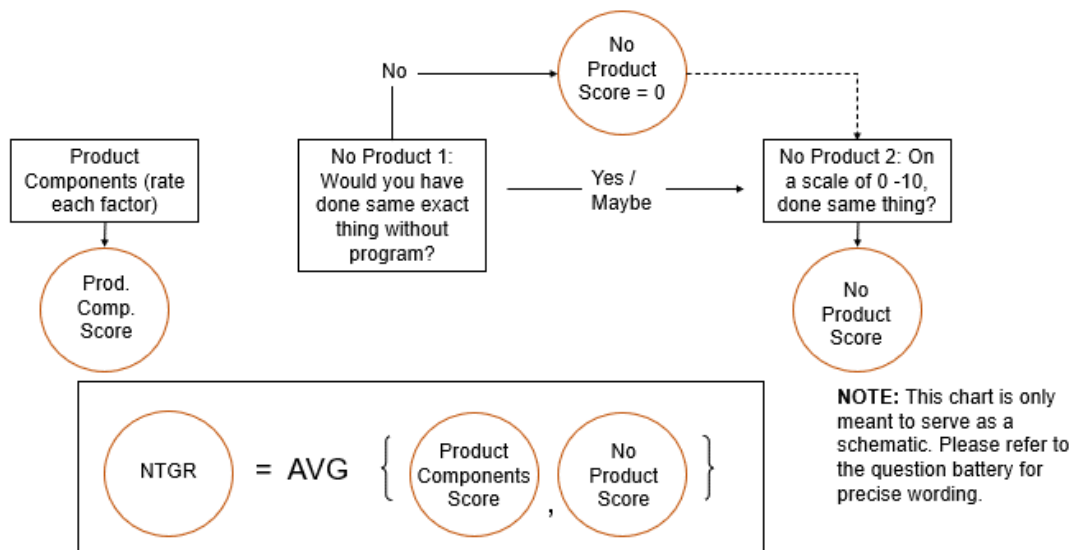 No
No
Product
Score = 0
Product
Components (rate
each factor)
No Product 1:
Would you have
done same exact
thing without
program?
Yes /
Maybe
No Product 2: On
a scale of 0 -10,
done same thing?
Prod.
Comp.
Score
No
Product
Score
NTGR
= AVG
{
Product
Components
Score
,
No
Product
Score
}
NOTE: This chart is only
meant to serve as a
schematic. Please refer to
the question battery for
precise wording.